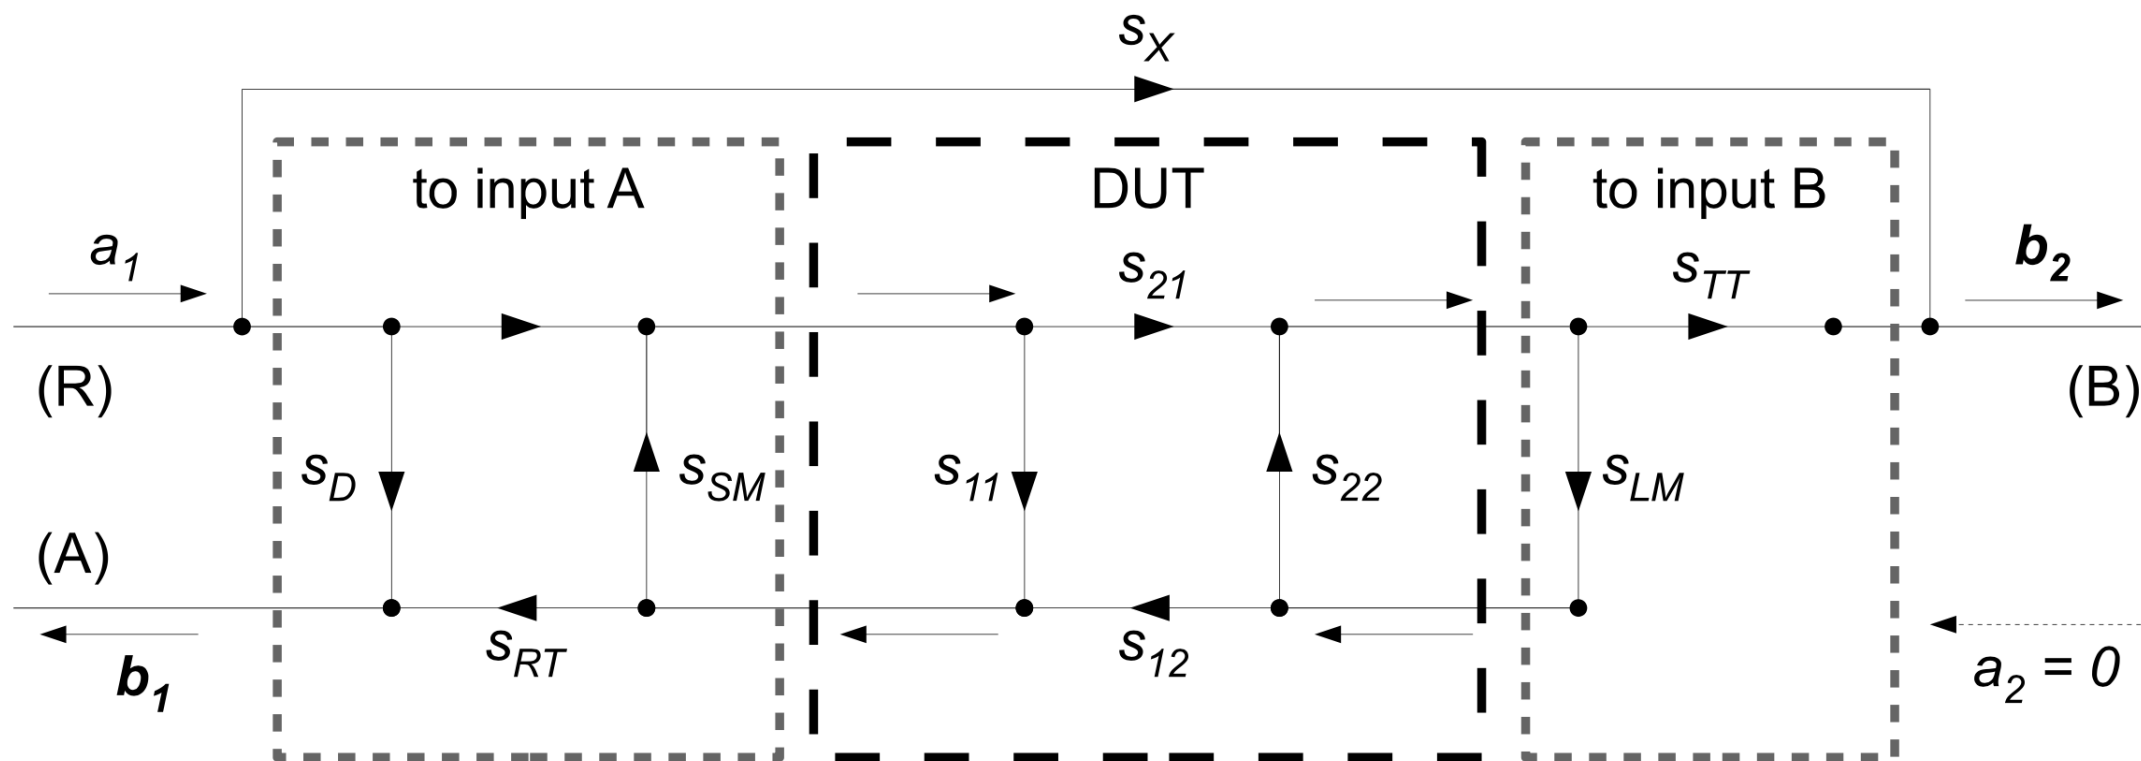 s_X
to input A
DUT
to input B
a_1
s_21
s_TT
b_2
(R)
(B)
s_D
s_SM
s_11
s_22
s_LM
(A)
b_1
s_RT
s_12
a_2 = 0